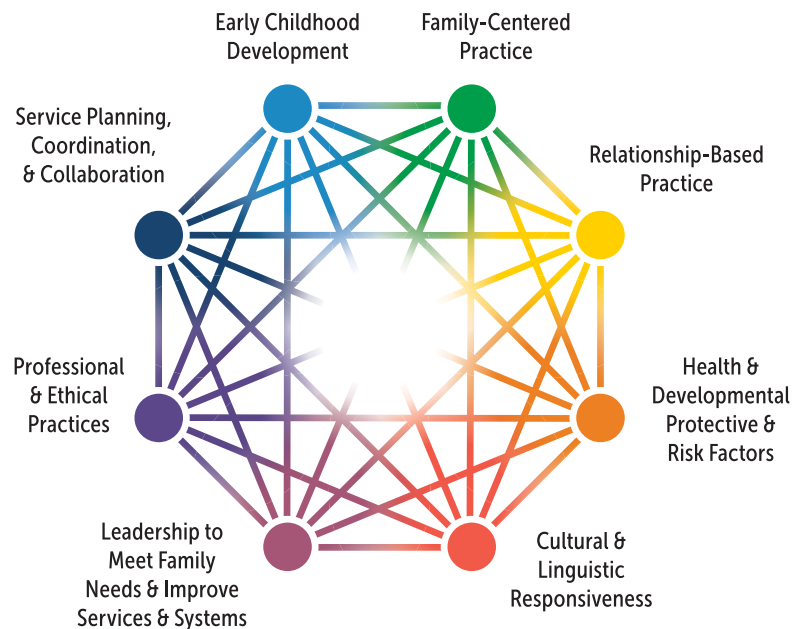 Early Childhood
Development
Family-Centered
Practice
Service Planning,
Coordination,
& Collaboration
Relationship-Based
Practice
Professional
& Ethical
Practices
Health &
Developmental
Protective &
Risk Factors
Leadership to
Meet Family
Needs & Improve
Services & Systems
Cultural &
Linguistic
Responsiveness